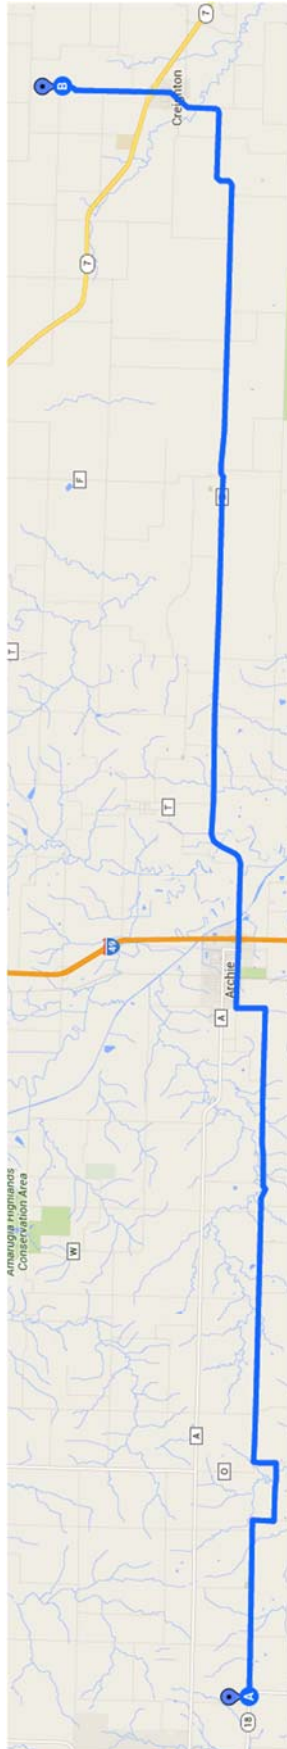 7
B
Creighton
7
F
T
T
49
A
Archie
Amarugia Highlands
Conservation Area
W
A
O
A
18